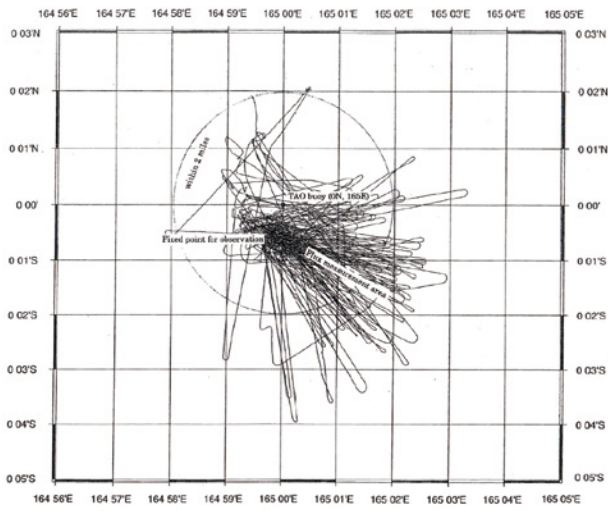 164 56'E 164 57'E 164 58'E 164 59'E 165 00'E 165 01'E 165 02'E 165 03'E 165 04'E 165 05'E
0 03'N 0 03'N
0 02'N 0 02'N
0 01'N 0 01'N
within 2 miles
TAO buoy (0N, 165E)
0 00' 0 00'
Fixed point for observation
Flux measurement area
0 01'S 0 01'S
0 02'S 0 02'S
0 03'S 0 03'S
0 04'S 0 04'S
0 05'S 0 05'S
164 56'E 164 57'E 164 58'E 164 59'E 165 00'E 165 01'E 165 02'E 165 03'E 165 04'E 165 05'E